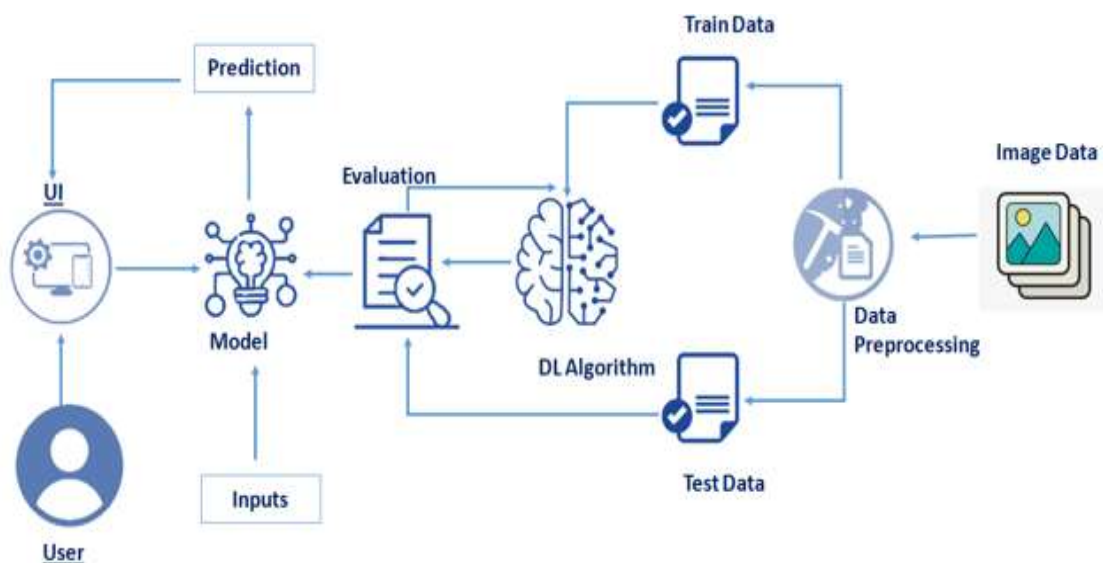 Train Data
Prediction
Image Data
Evaluation
UI
Data
Preprocessing
Model
DL Algorithm
Test Data
Inputs
User